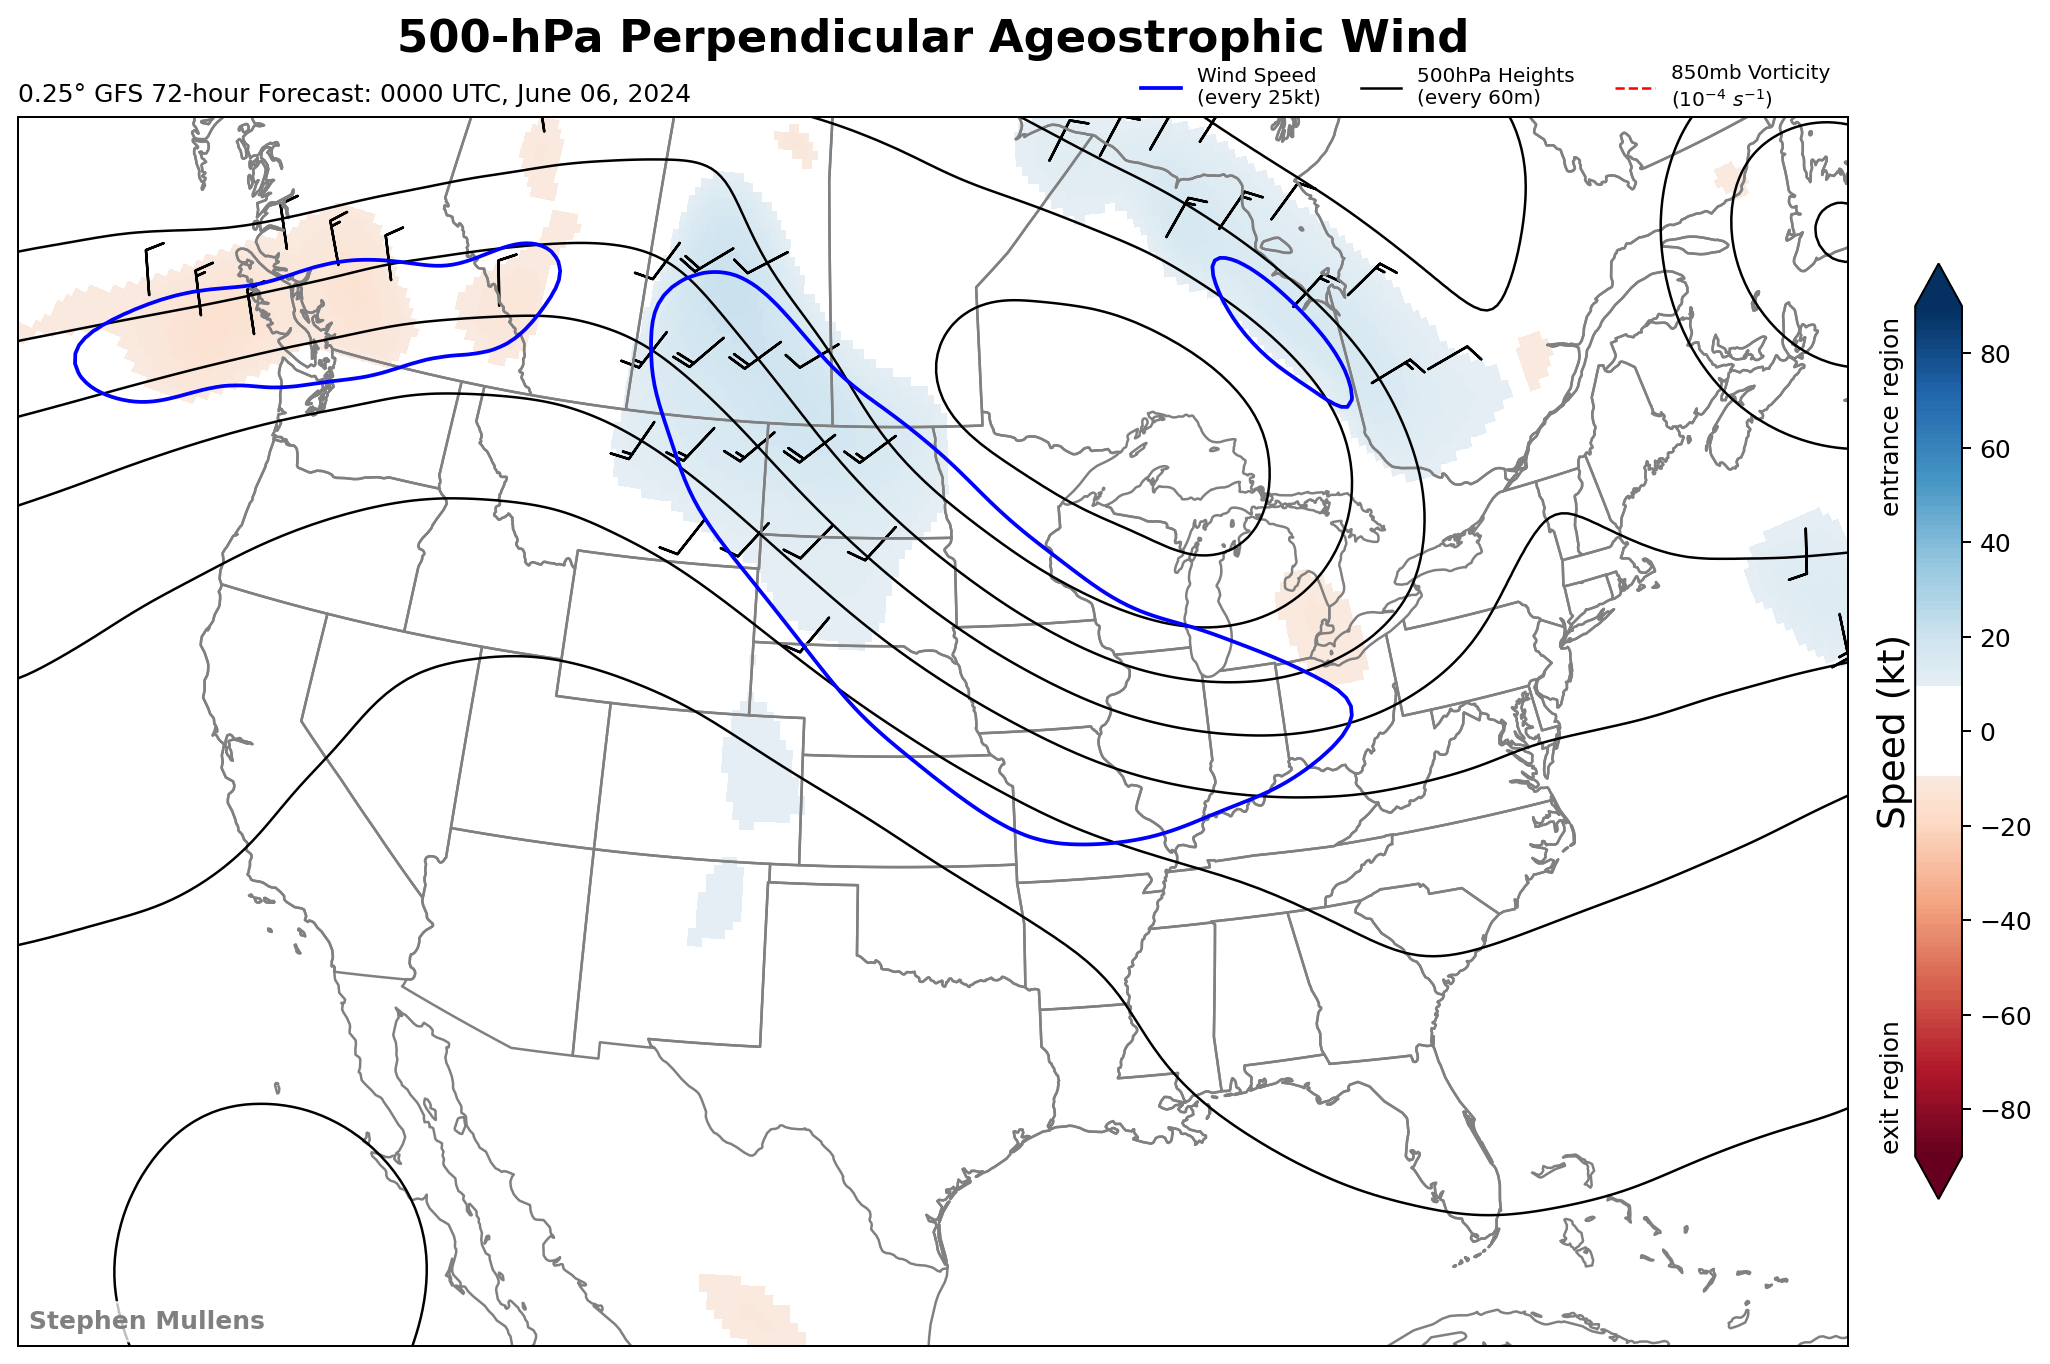 500-hPa Perpendicular Ageostrophic Wind
0.25° GFS 72-hour Forecast: 0000 UTC, June 06, 2024
Wind Speed
(every 25kt)
500hPa Heights
(every 60m)
850mb Vorticity
(10⁻⁴ s⁻¹)
entrance region
Speed (kt)
exit region
80
60
40
20
0
−20
−40
−60
−80
Stephen Mullens